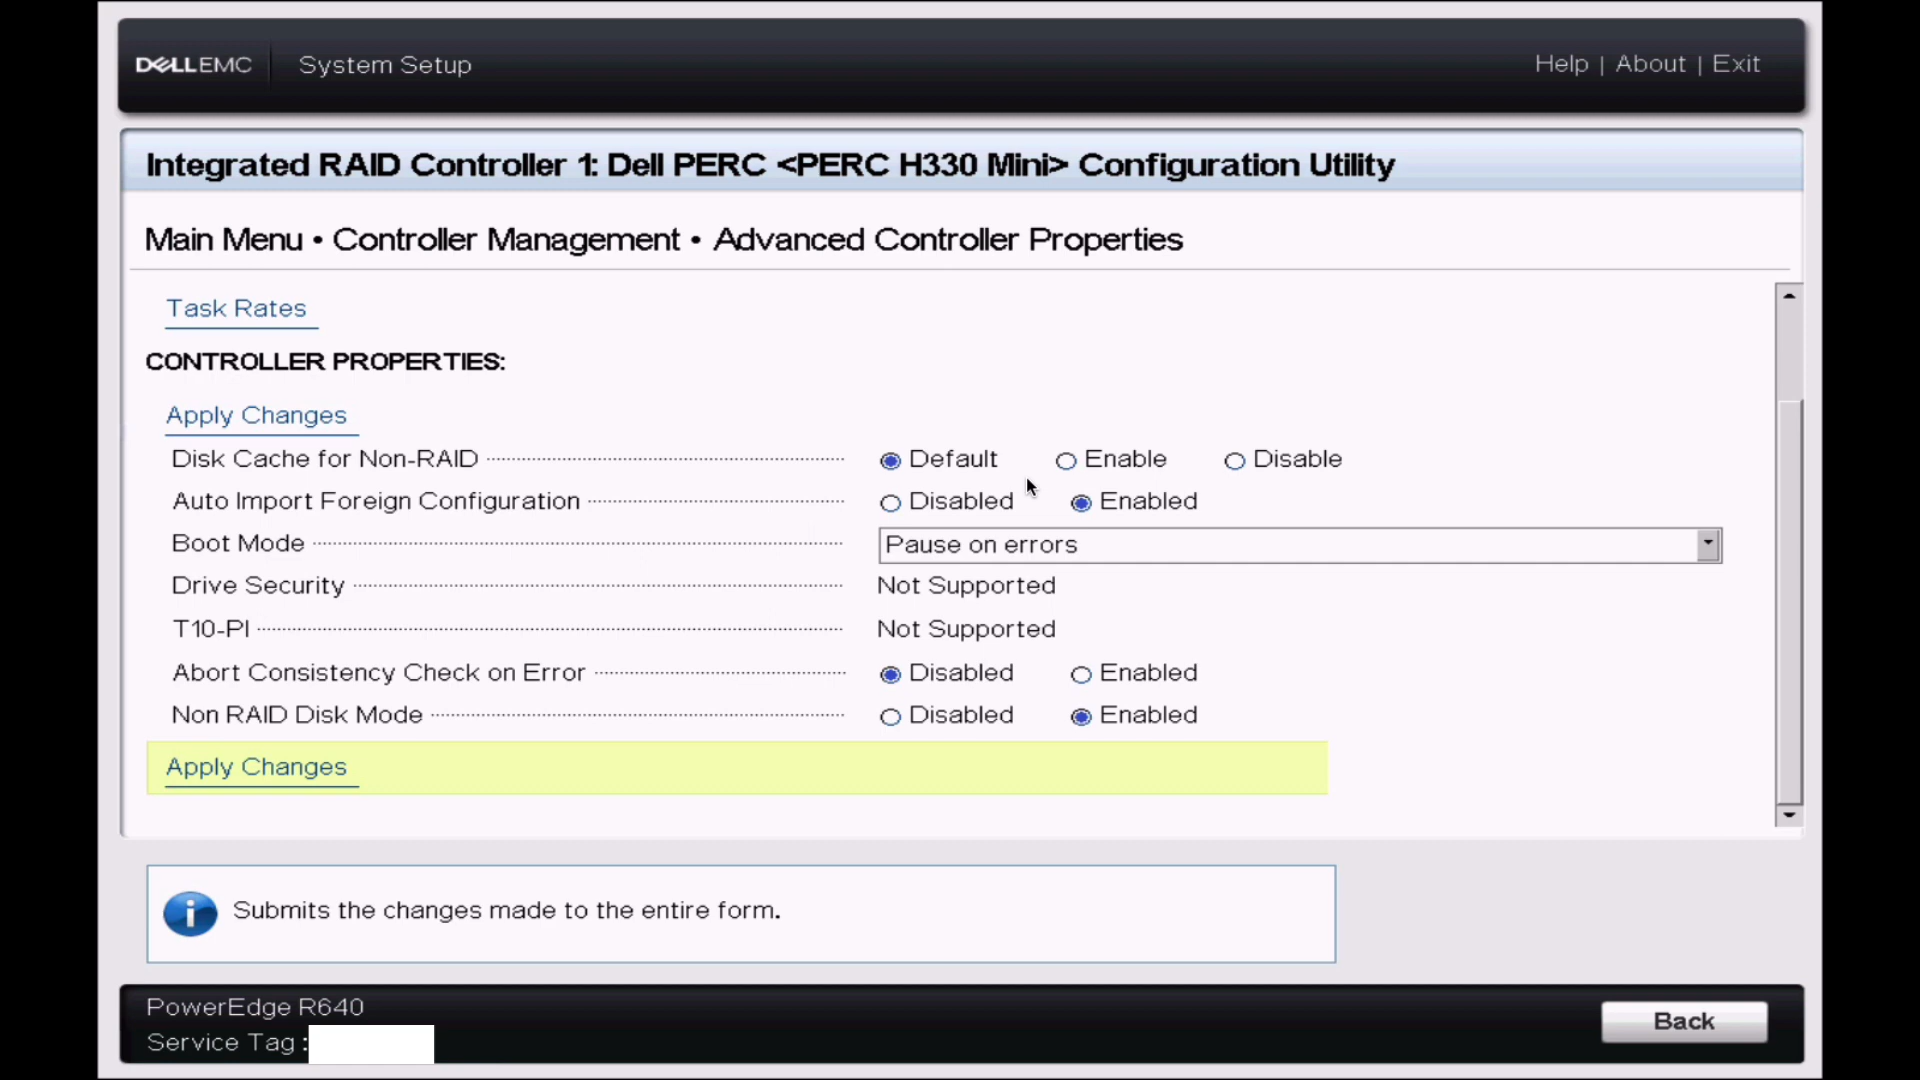 DELLEMC System Setup Help | About | Exit
Integrated RAID Controller 1: Dell PERC <PERC H330 Mini> Configuration Utility
Main Menu • Controller Management • Advanced Controller Properties
Task Rates
CONTROLLER PROPERTIES:
Apply Changes
Disk Cache for Non-RAID Default Enable Disable
Auto Import Foreign Configuration Disabled Enabled
Boot Mode Pause on errors
Drive Security Not Supported
T10-PI Not Supported
Abort Consistency Check on Error Disabled Enabled
Non RAID Disk Mode Disabled Enabled
Apply Changes
Submits the changes made to the entire form.
PowerEdge R640
Service Tag :
Back